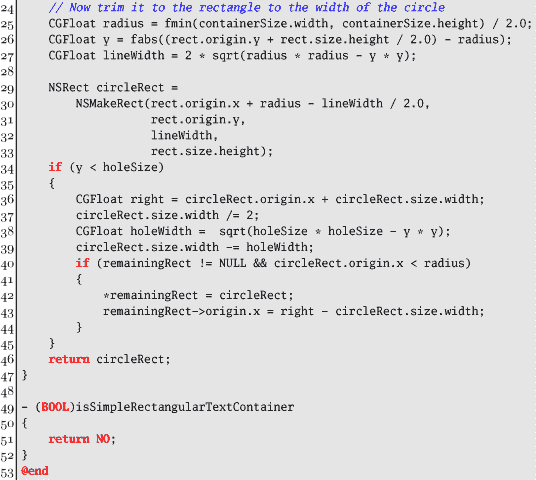 24 // Now trim it to the rectangle to the width of the circle
25 CGFloat radius = fmin(containerSize.width, containerSize.height) / 2.0;
26 CGFloat y = fabs((rect.origin.y + rect.size.height / 2.0) - radius);
27 CGFloat lineWidth = 2 * sqrt(radius * radius - y * y);
28
29 NSRect circleRect =
30 NSMakeRect(rect.origin.x + radius - lineWidth / 2.0,
31 rect.origin.y,
32 lineWidth,
33 rect.size.height);
34 if (y < holeSize)
35 {
36 CGFloat right = circleRect.origin.x + circleRect.size.width;
37 circleRect.size.width /= 2;
38 CGFloat holeWidth = sqrt(holeSize * holeSize - y * y);
39 circleRect.size.width -= holeWidth;
40 if (remainingRect != NULL && circleRect.origin.x < radius)
41 {
42 *remainingRect = circleRect;
43 remainingRect->origin.x = right - circleRect.size.width;
44 }
45 }
46 return circleRect;
47 }
48
49 - (BOOL)isSimpleRectangularTextContainer
50 {
51 return NO;
52 }
53 @end